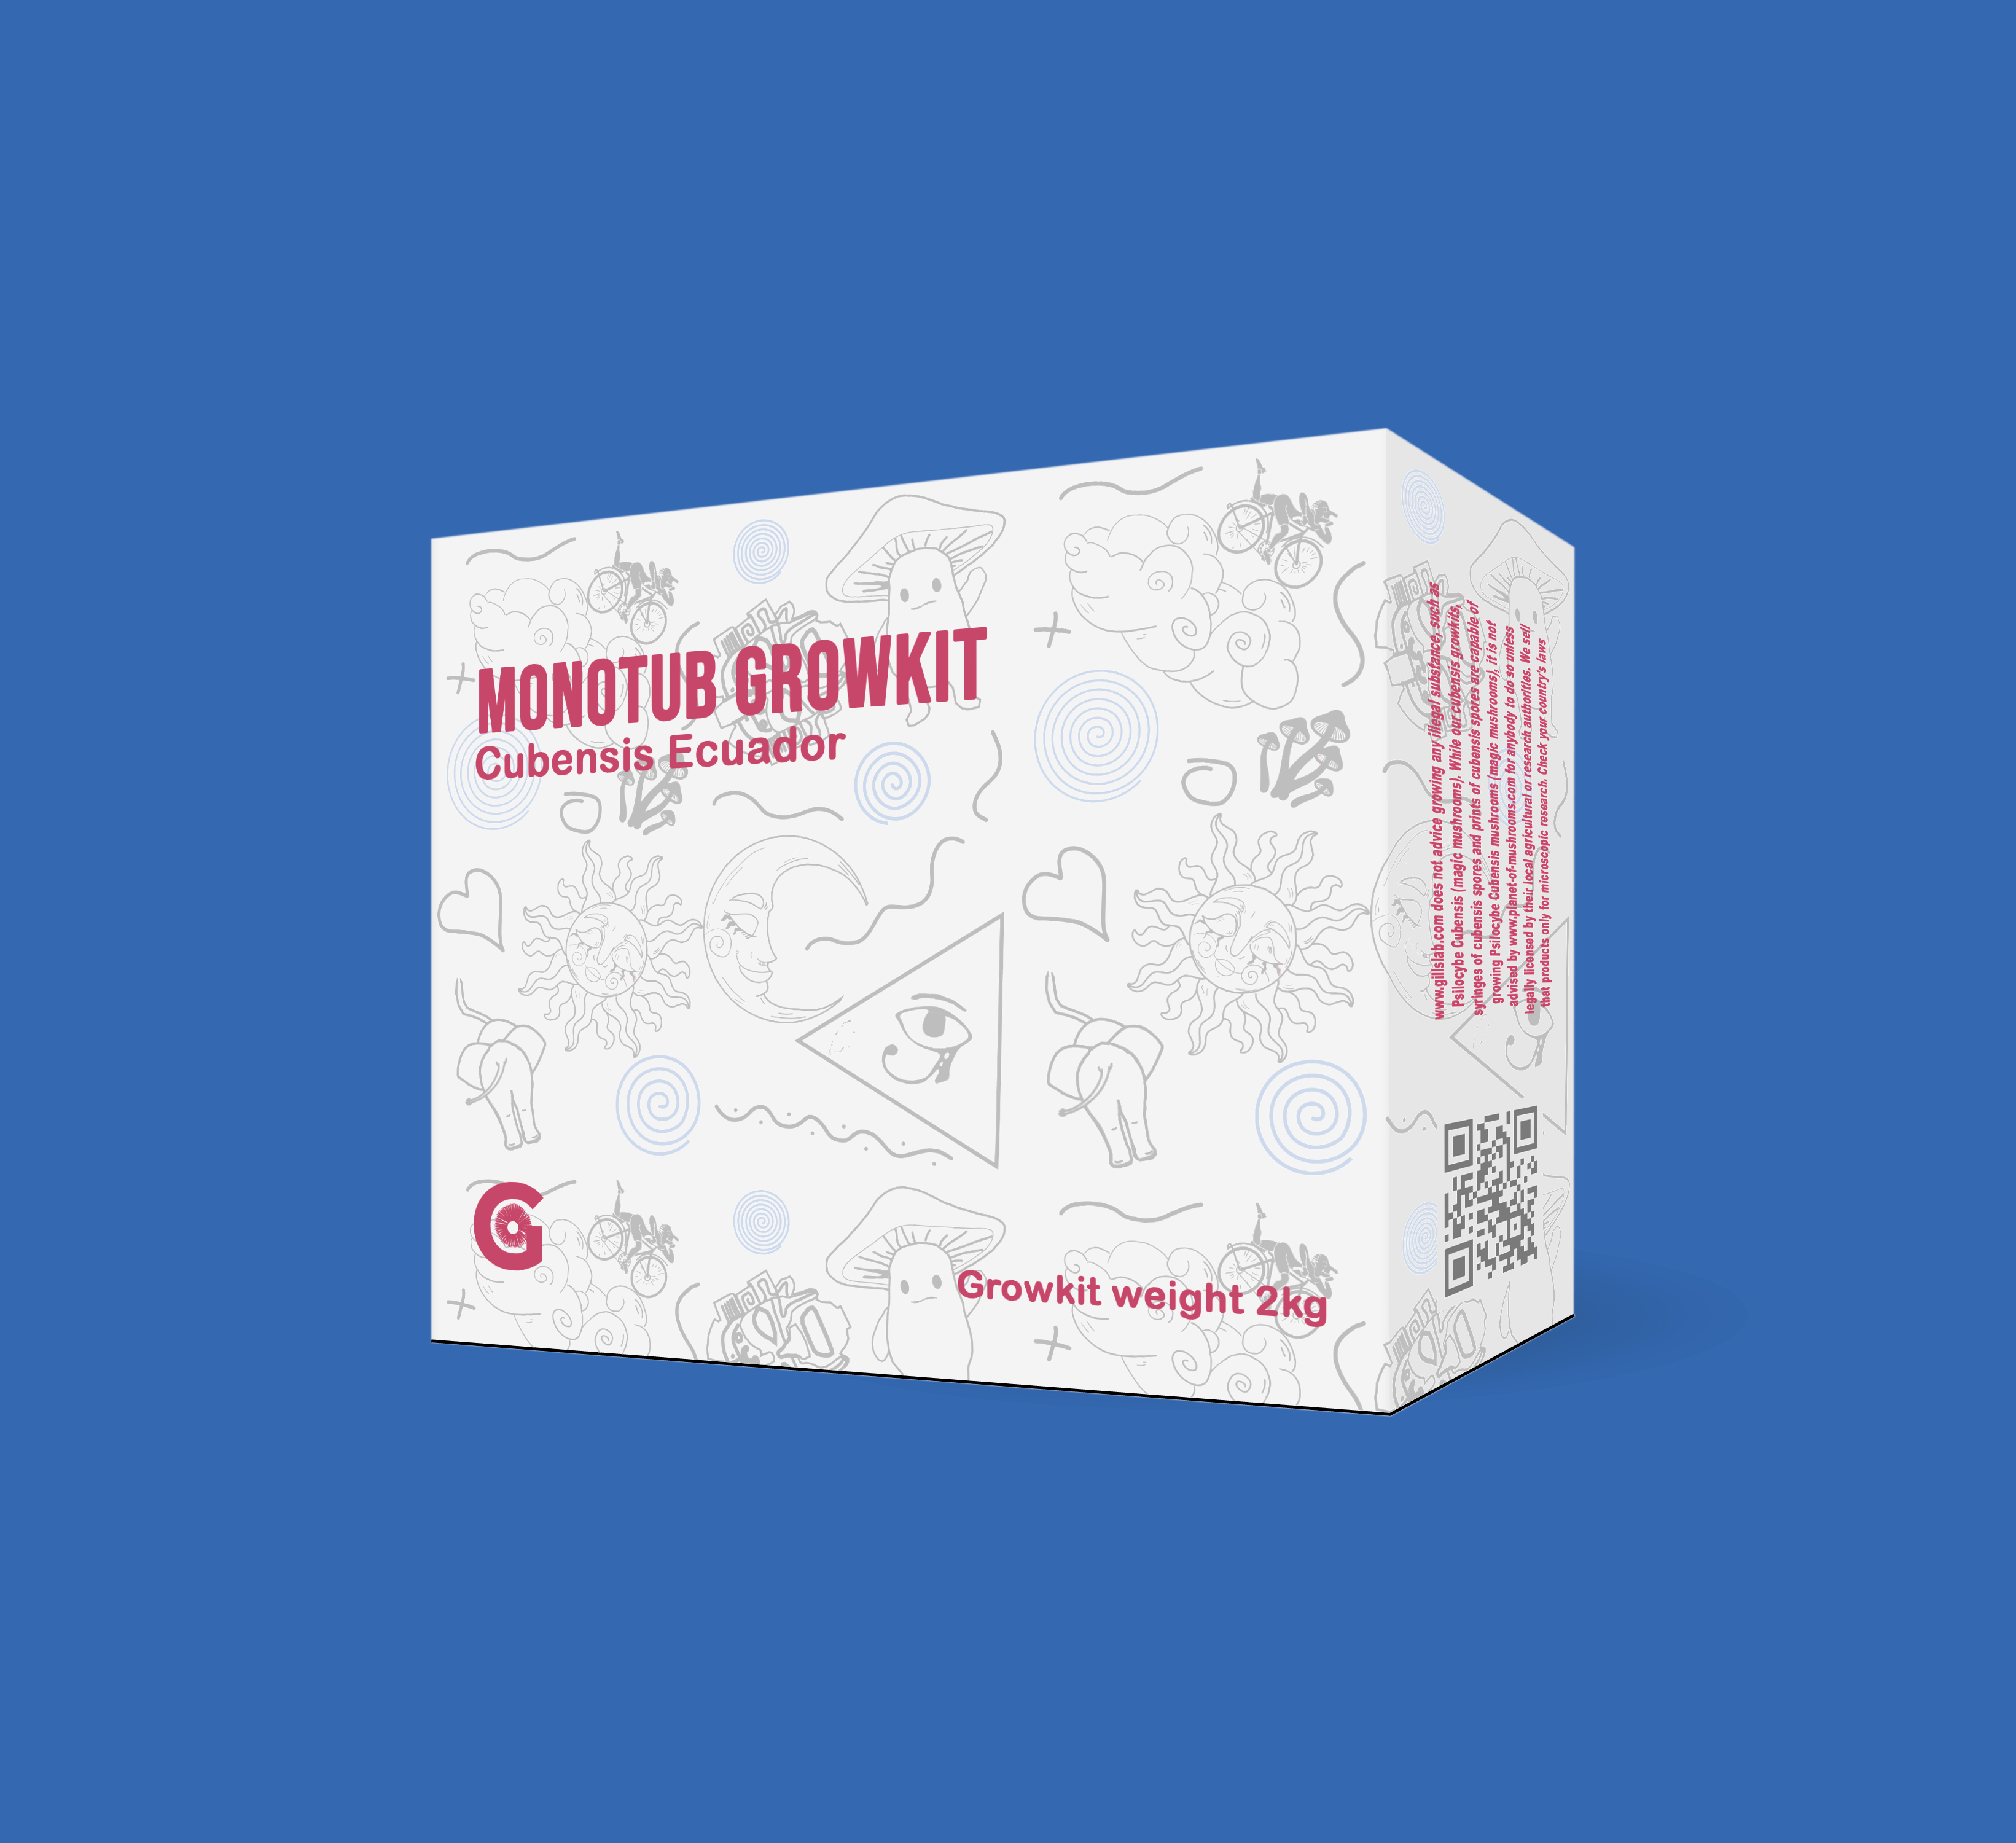 MONOTUB GROWKIT
Cubensis Ecuador
G
Growkit weight 2kg
www.gillslab.com does not advice growing any illegal substance, such as
Psilocybe Cubensis (magic mushrooms). While our cubensis growkits,
syringes of cubensis spores and prints of cubensis spores are capable of
growing Psilocybe Cubensis mushrooms (magic mushrooms), it is not
advised by www.planet-of-mushrooms.com for anybody to do so unless
legally licensed by their local agricultural or research authorities. We sell
that products only for microscopic research. Check your country's laws